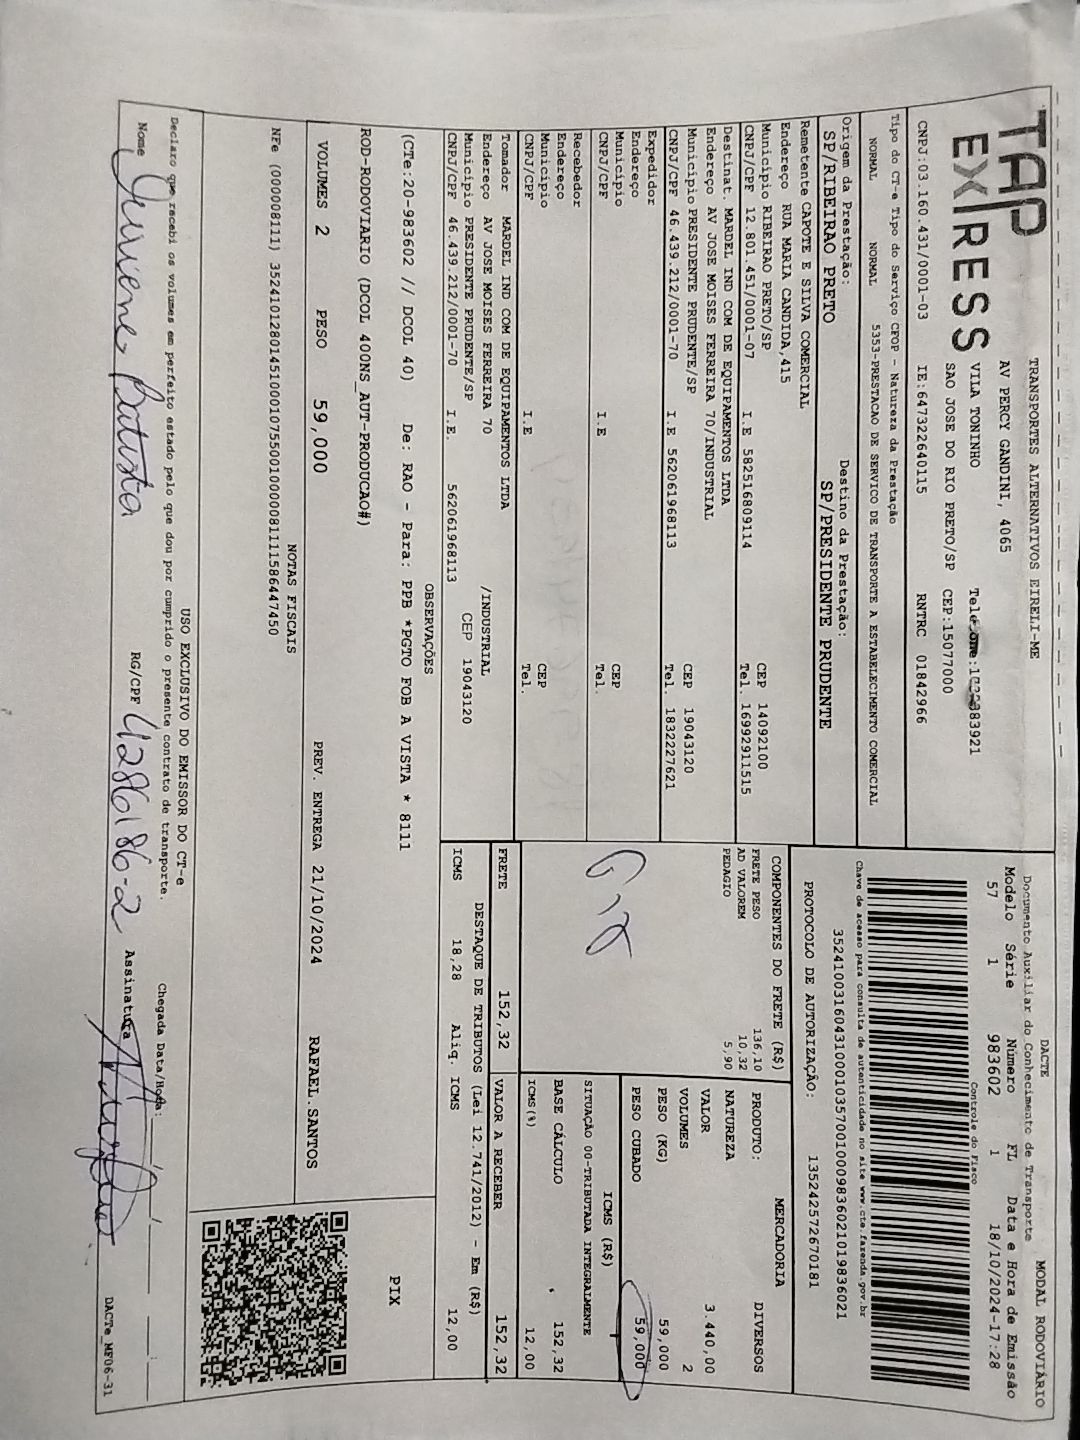 TAP
EXPRESS
TRANSPORTES ALTERNATIVOS EIRELI-ME
AV PERCY GANDINI, 4065
VILA TONINHO
SAO JOSE DO RIO PRETO/SP CEP:15077000
CNPJ:03.160.431/0001-03 IE:647322640115 RNTRC 01842966
DACTE MODAL RODOVIÁRIO
Documento Auxiliar do Conhecimento de Transporte
Modelo Série Número FL Data e Hora de Emissão
57 1 983602 1 18/10/2024-17:28
Controle do Fisco
Chave de acesso para consulta de autenticidade no site www.cte.fazenda.gov.br
PROTOCOLO DE AUTORIZAÇÃO: 135242572670181
Tipo do CT-e Tipo do Serviço CFOP - Natureza da Prestação
NORMAL NORMAL 5353-PRESTACAO DE SERVICO DE TRANSPORTE A ESTABELECIMENTO COMERCIAL
Origem da Prestação: Destino da Prestação:
SP/RIBEIRAO PRETO SP/PRESIDENTE PRUDENTE
Remetente CAPOTE E SILVA COMERCIAL
Endereço RUA MARIA CANDIDA,415
Município RIBEIRAO PRETO/SP CEP 14092100
CNPJ/CPF 12.801.451/0001-07 I.E 582516809114 Tel. 16992911515
Destinat. MARDEL IND COM DE EQUIPAMENTOS LTDA
Endereço AV JOSE MOISES FERREIRA 70/INDUSTRIAL
Município PRESIDENTE PRUDENTE/SP CEP 19043120
CNPJ/CPF 46.439.212/0001-70 I.E 562061968113 Tel. 1832227621
Expedidor
Endereço
Município CEP
CNPJ/CPF I.E Tel.
Recebedor
Endereço
Município CEP
CNPJ/CPF I.E Tel.
Tomador MARDEL IND COM DE EQUIPAMENTOS LTDA
Endereço AV JOSE MOISES FERREIRA 70 /INDUSTRIAL
Município PRESIDENTE PRUDENTE/SP CEP 19043120
CNPJ/CPF 46.439.212/0001-70 I.E. 562061968113
COMPONENTES DO FRETE (R$)
FRETE PESO 136,10
AD VALOREM 10,32
PEDAGIO 5,90
MERCADORIA
PRODUTO: DIVERSOS
NATUREZA
VALOR 3.440,00
VOLUMES 2
PESO (KG) 59,000
PESO CUBADO 59,000
ICMS (R$)
SITUAÇÃO 00-TRIBUTADA INTEGRALMENTE
BASE CÁLCULO 152,32
ICMS(%) 12,00
FRETE 152,32 VALOR A RECEBER 152,32
DESTAQUE DE TRIBUTOS (Lei 12.741/2012) - Em (R$)
ICMS 18,28 Aliq. ICMS 12,00
OBSERVAÇÕES
(CTe:20-983602 // DCOL 40) De: RAO - Para: PPB *PGTO FOB A VISTA * 8111
ROD-RODOVIARIO (DCOL 400NS_AUT-PRODUCAO#)
PIX
VOLUMES 2 PESO 59,000 PREV. ENTREGA 21/10/2024 RAFAEL.SANTOS
NOTAS FISCAIS
USO EXCLUSIVO DO EMISSOR DO CT-e
Declaro que recebi os volumes em perfeito estado pelo que dou por cumprido o presente contrato de transporte.
Chegada Data/Hora: __/__/__ __:__
Nome Batista RG/CPF Assinatura
DACTe_MF06-31